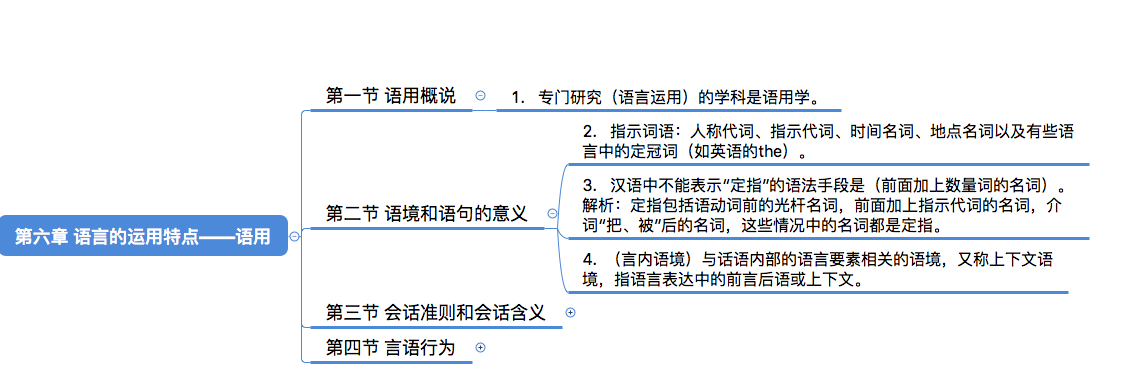 第六章 语言的运用特点——语用
第一节 语用概说
1. 专门研究（语言运用）的学科是语用学。
第二节 语境和语句的意义
2. 指示词语：人称代词、指示代词、时间名词、地点名词以及有些语
言中的定冠词（如英语的the）。
3. 汉语中不能表示“定指”的语法手段是（前面加上数量词的名词）。
解析：定指包括语动词前的光杆名词，前面加上指示代词的名词，介
词“把、被”后的名词，这些情况中的名词都是定指。
4. （言内语境）与话语内部的语言要素相关的语境，又称上下文语
境，指语言表达中的前言后语或上下文。
第三节 会话准则和会话含义
第四节 言语行为